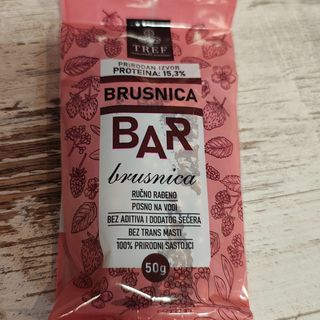 TREF
PRIRODAN IZVOR
PROTEINA: 15,3%
BRUSNICA
BAR
brusnica
RUČNO RAĐENO
POSNO NA VODI
BEZ ADITIVA I DODATOG ŠEĆERA
BEZ TRANS MASTI
100% PRIRODNI SASTOJCI
50g